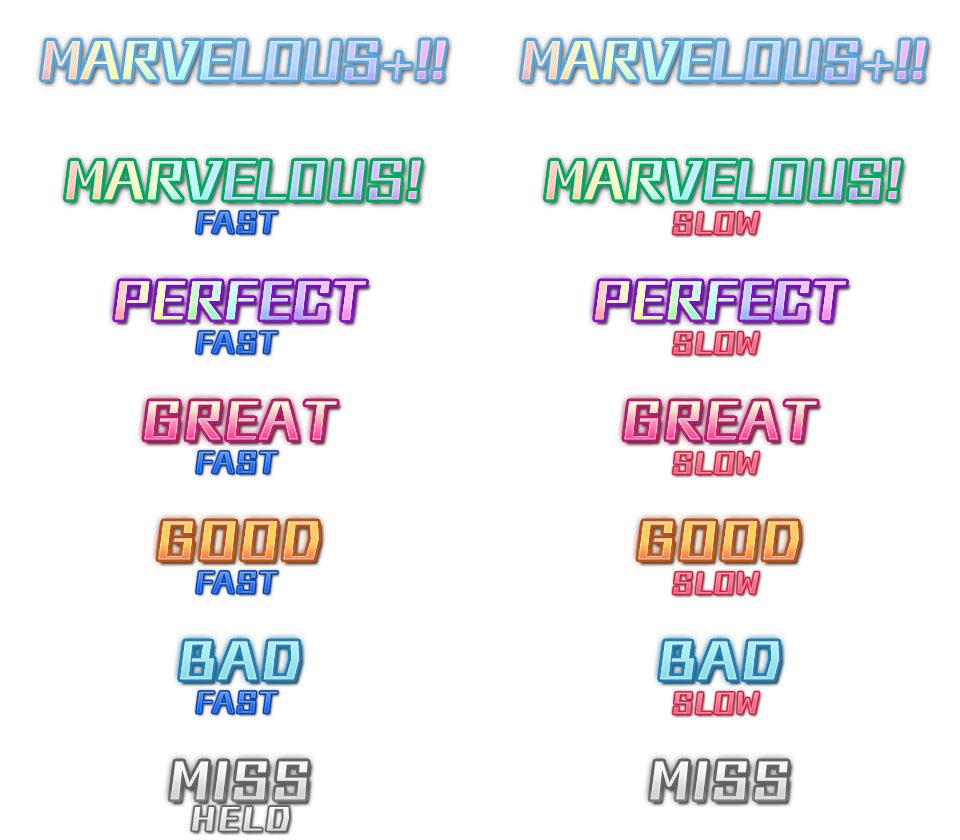 MARVELOUS+!! MARVELOUS+!!
MARVELOUS! MARVELOUS!
FAST SLOW
PERFECT PERFECT
FAST SLOW
GREAT GREAT
FAST SLOW
GOOD GOOD
FAST SLOW
BAD BAD
FAST SLOW
MISS MISS
HELD